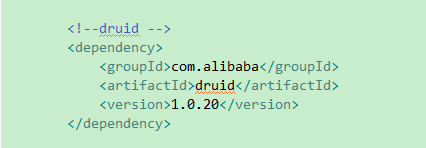 <!--druid -->
<dependency>
<groupId>com.alibaba</groupId>
<artifactId>druid</artifactId>
<version>1.0.20</version>
</dependency>